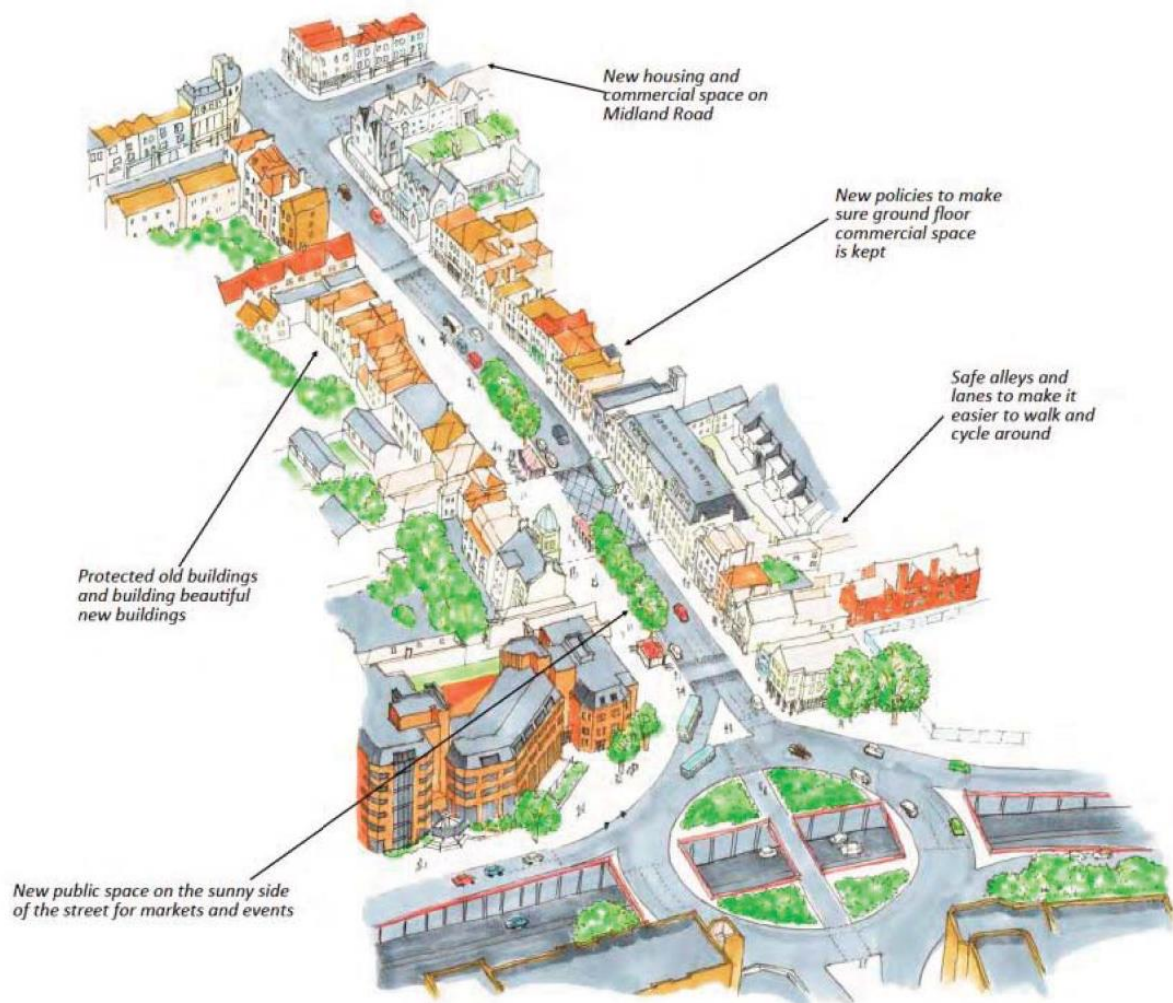 New housing and
commercial space on
Midland Road
New policies to make
sure ground floor
commercial space
is kept
Safe alleys and
lanes to make it
easier to walk and
cycle around
Protected old buildings
and building beautiful
new buildings
New public space on the sunny side
of the street for markets and events